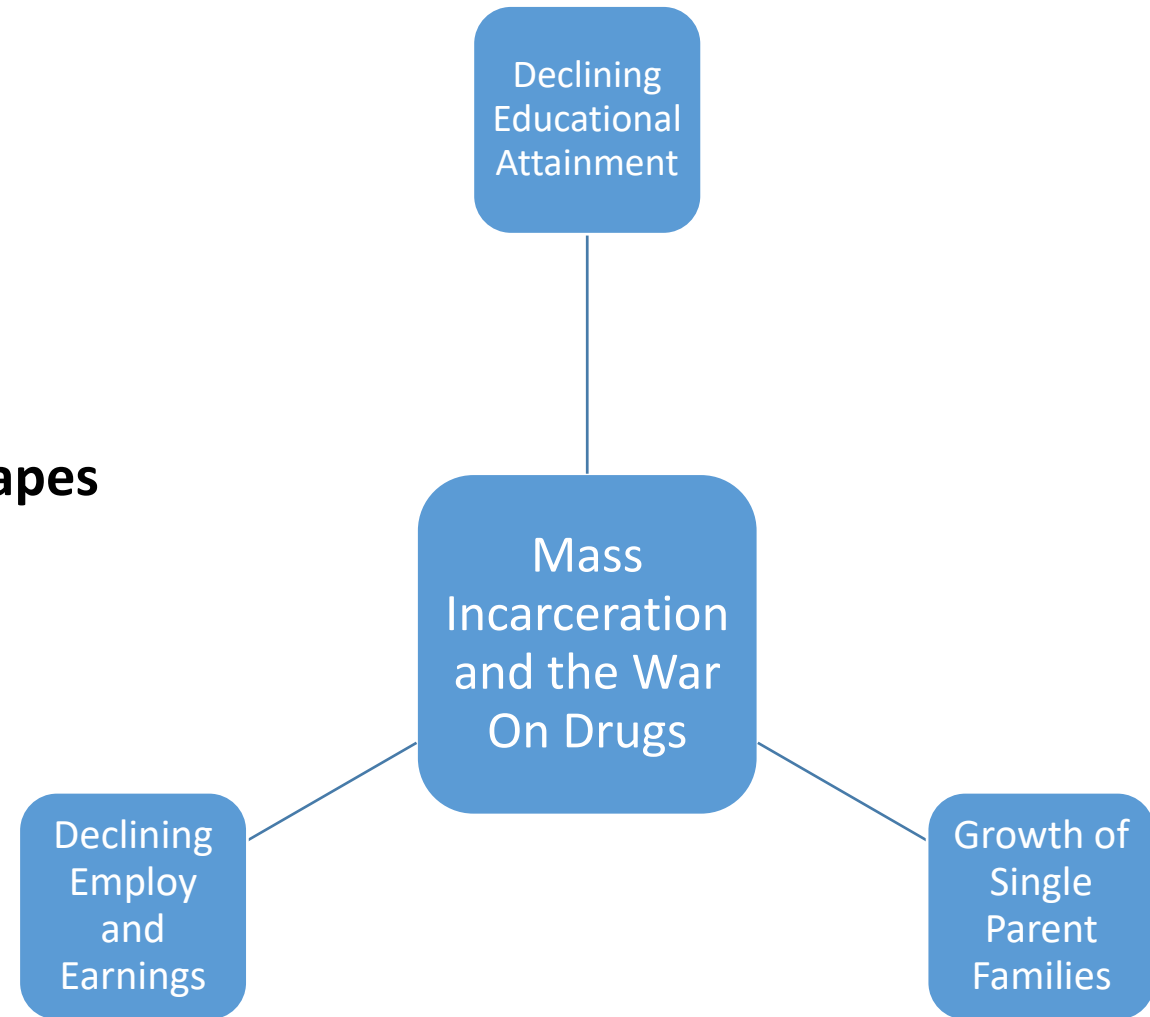 Declining
Educational
Attainment
apes
Mass
Incarceration
and the War
On Drugs
Declining
Employ
and
Earnings
Growth of
Single
Parent
Families